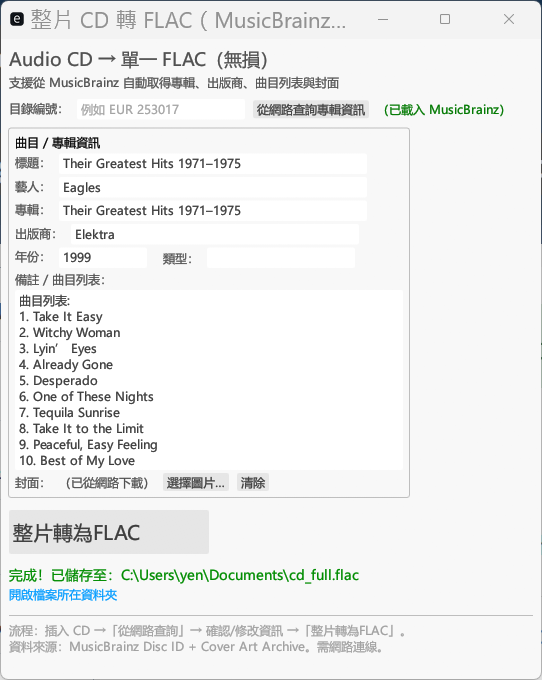 整片 CD 轉 FLAC ( MusicBrainz...
Audio CD → 單一 FLAC（無損）
支援從 MusicBrainz 自動取得專輯、出版商、曲目列表與封面
目錄編號： 例如 EUR 253017 從網路查詢專輯資訊 （已載入 MusicBrainz）
曲目 / 專輯資訊
標題： Their Greatest Hits 1971–1975
藝人： Eagles
專輯： Their Greatest Hits 1971–1975
出版商： Elektra
年份： 1999 類型：
備註 / 曲目列表：
曲目列表:
1. Take It Easy
2. Witchy Woman
3. Lyin’ Eyes
4. Already Gone
5. Desperado
6. One of These Nights
7. Tequila Sunrise
8. Take It to the Limit
9. Peaceful, Easy Feeling
10. Best of My Love
封面： （已從網路下載） 選擇圖片... 清除
整片轉為FLAC
完成！已儲存至：C:\Users\yen\Documents\cd_full.flac
開啟檔案所在資料夾
流程：插入 CD →「從網路查詢」→ 確認/修改資訊 →「整片轉為FLAC」。
資料來源：MusicBrainz Disc ID + Cover Art Archive。需網路連線。